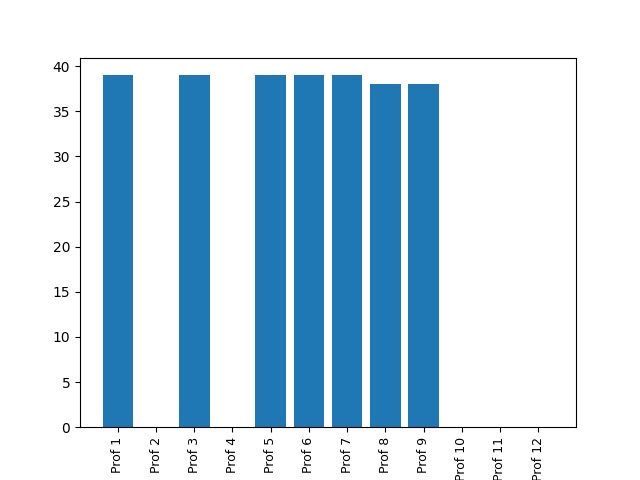 40
35
30
25
20
15
10
5
0
Prof 1
Prof 2
Prof 3
Prof 4
Prof 5
Prof 6
Prof 7
Prof 8
Prof 9
Prof 10
Prof 11
Prof 12